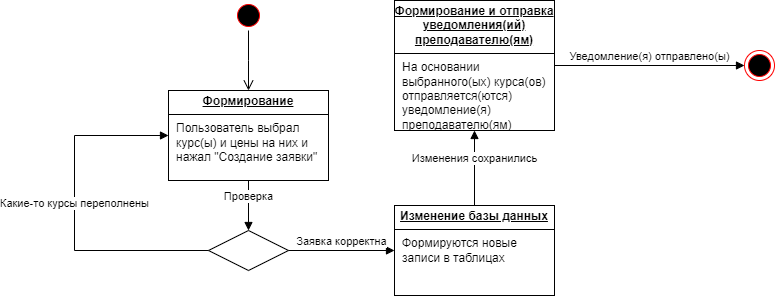 Формирование
Пользователь выбрал
курс(ы) и цены на них и
нажал "Создание заявки"
Проверка
Какие-то курсы переполнены
Заявка корректна
Изменение базы данных
Формируются новые
записи в таблицах
Изменения сохранились
Формирование и отправка
уведомления(ий)
преподавателю(ям)
На основании
выбранного(ых) курса(ов)
отправляется(ются)
уведомление(я)
преподавателю(ям)
Уведомление(я) отправлено(ы)